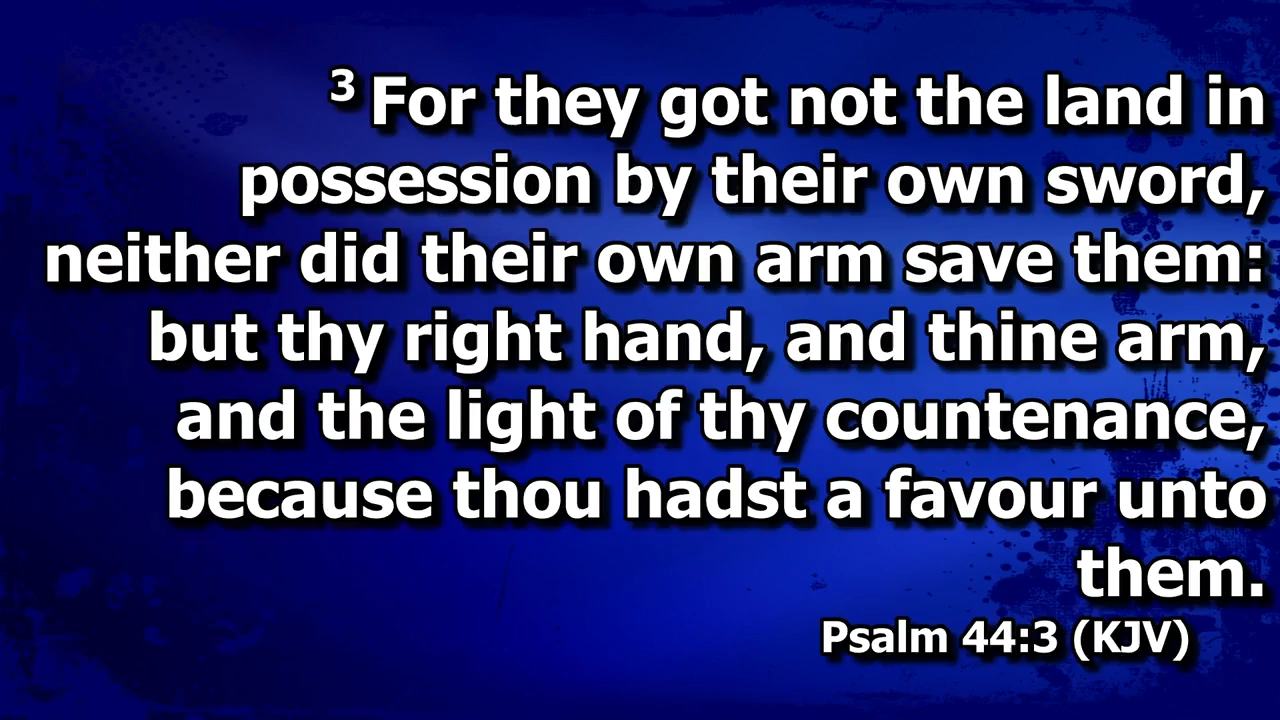 ³ For they got not the land in
possession by their own sword,
neither did their own arm save them:
but thy right hand, and thine arm,
and the light of thy countenance,
because thou hadst a favour unto
them.
Psalm 44:3 (KJV)